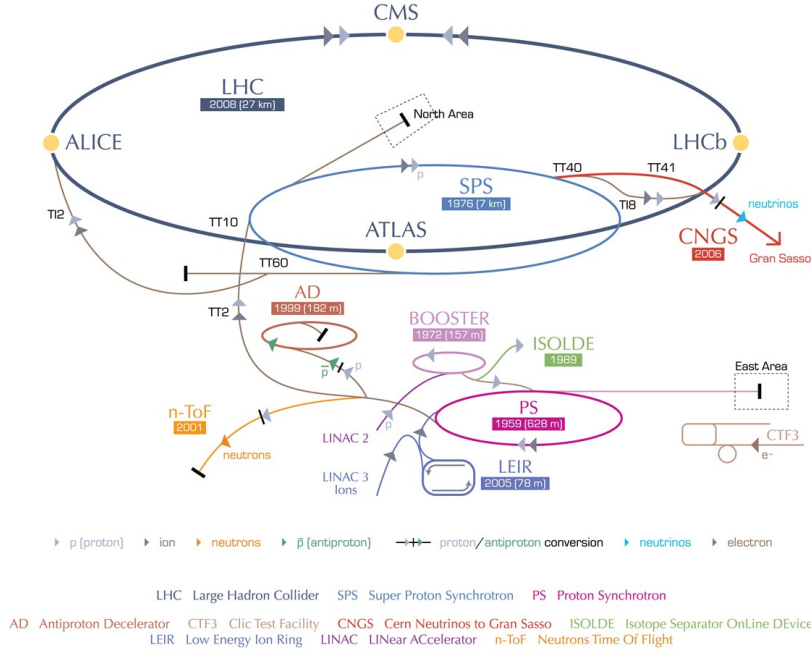 CMS
LHC
2008 (27 km)
North Area
ALICE
LHCb
TT40
TT41
SPS
1976 (7 km)
p
TI2
TI8
neutrinos
TT10
ATLAS
CNGS
2006
Gran Sasso
TT60
AD
1999 (182 m)
TT2
BOOSTER
1972 (157 m)
ISOLDE
1989
p̄
p
East Area
n-ToF
2001
PS
1959 (628 m)
p
neutrons
LINAC 2
CTF3
e-
LEIR
2005 (78 m)
LINAC 3
Ions
p (proton) ion neutrons p̄ (antiproton) proton/antiproton conversion neutrinos electron
LHC Large Hadron Collider SPS Super Proton Synchrotron PS Proton Synchrotron
AD Antiproton Decelerator CTF3 Clic Test Facility CNGS Cern Neutrinos to Gran Sasso ISOLDE Isotope Separator OnLine DEvice
LEIR Low Energy Ion Ring LINAC LINear ACcelerator n-ToF Neutrons Time Of Flight